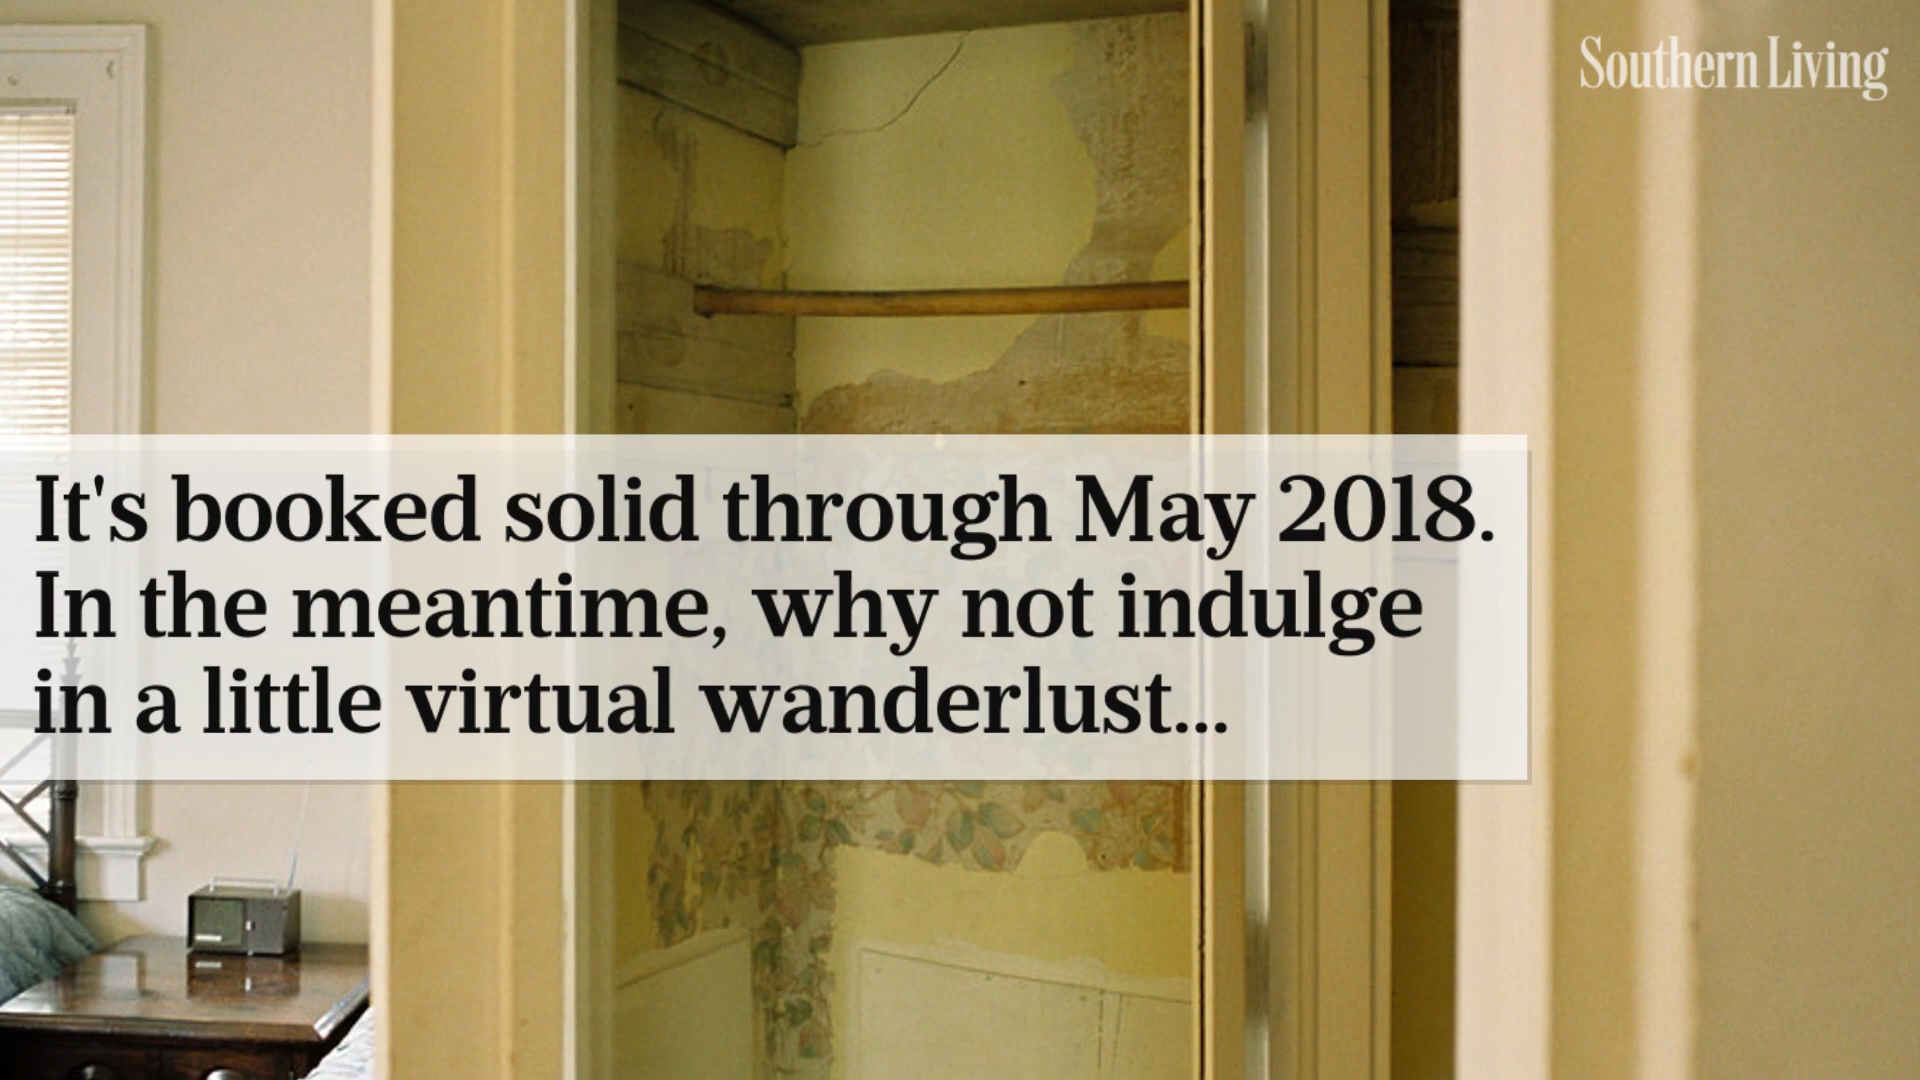 Southern Living
It's booked solid through May 2018.
In the meantime, why not indulge
in a little virtual wanderlust...